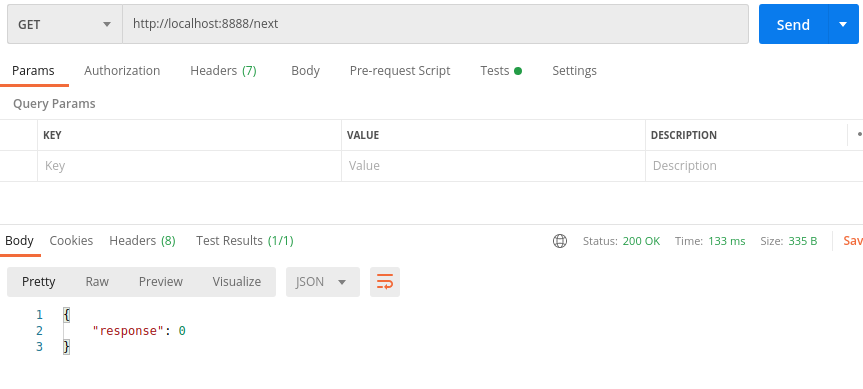 GET http://localhost:8888/next Send
Params Authorization Headers (7) Body Pre-request Script Tests Settings
Query Params
KEY VALUE DESCRIPTION
Key Value Description
Body Cookies Headers (8) Test Results (1/1) Status: 200 OK Time: 133 ms Size: 335 B Sav
Pretty Raw Preview Visualize JSON
1 {
2 "response": 0
3 }